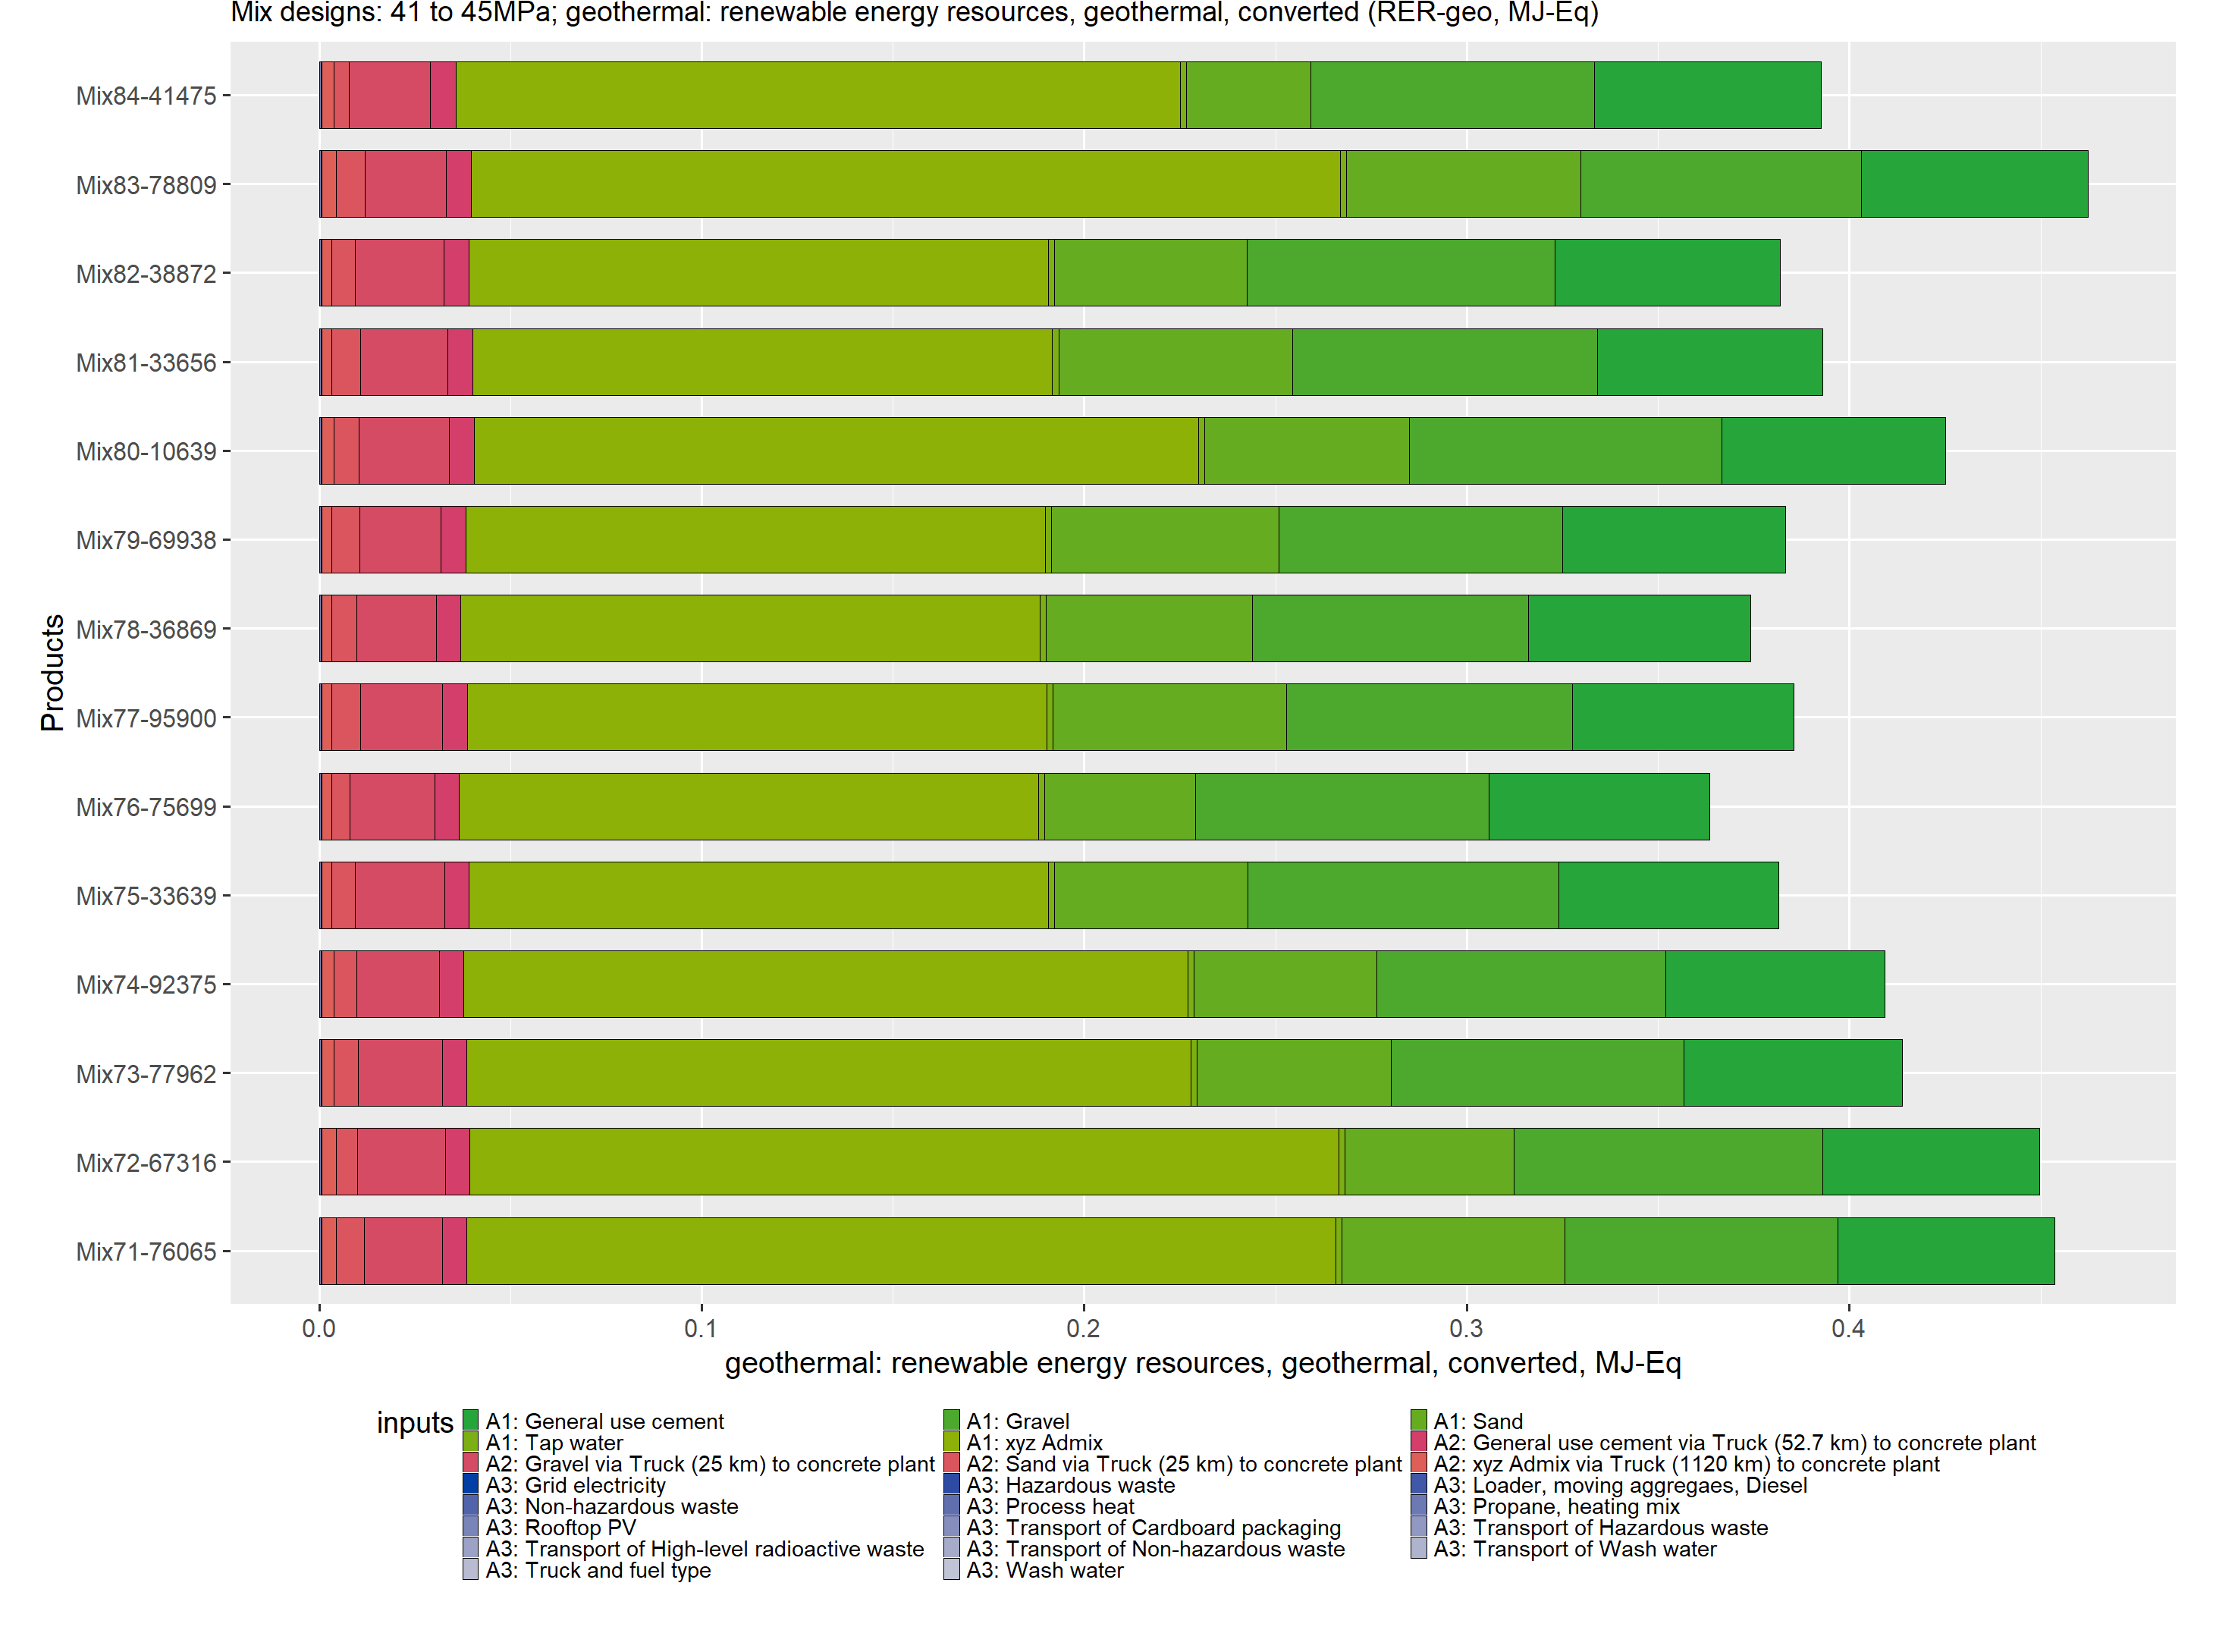 Mix designs: 41 to 45MPa; geothermal: renewable energy resources, geothermal, converted (RER-geo, MJ-Eq)
Products
Mix84-41475
Mix83-78809
Mix82-38872
Mix81-33656
Mix80-10639
Mix79-69938
Mix78-36869
Mix77-95900
Mix76-75699
Mix75-33639
Mix74-92375
Mix73-77962
Mix72-67316
Mix71-76065
0.0 0.1 0.2 0.3 0.4
geothermal: renewable energy resources, geothermal, converted, MJ-Eq
inputs A1: General use cement A1: Gravel A1: Sand
A1: Tap water A1: xyz Admix A2: General use cement via Truck (52.7 km) to concrete plant
A2: Gravel via Truck (25 km) to concrete plant A2: Sand via Truck (25 km) to concrete plant A2: xyz Admix via Truck (1120 km) to concrete plant
A3: Grid electricity A3: Hazardous waste A3: Loader, moving aggregaes, Diesel
A3: Non-hazardous waste A3: Process heat A3: Propane, heating mix
A3: Rooftop PV A3: Transport of Cardboard packaging A3: Transport of Hazardous waste
A3: Transport of High-level radioactive waste A3: Transport of Non-hazardous waste A3: Transport of Wash water
A3: Truck and fuel type A3: Wash water